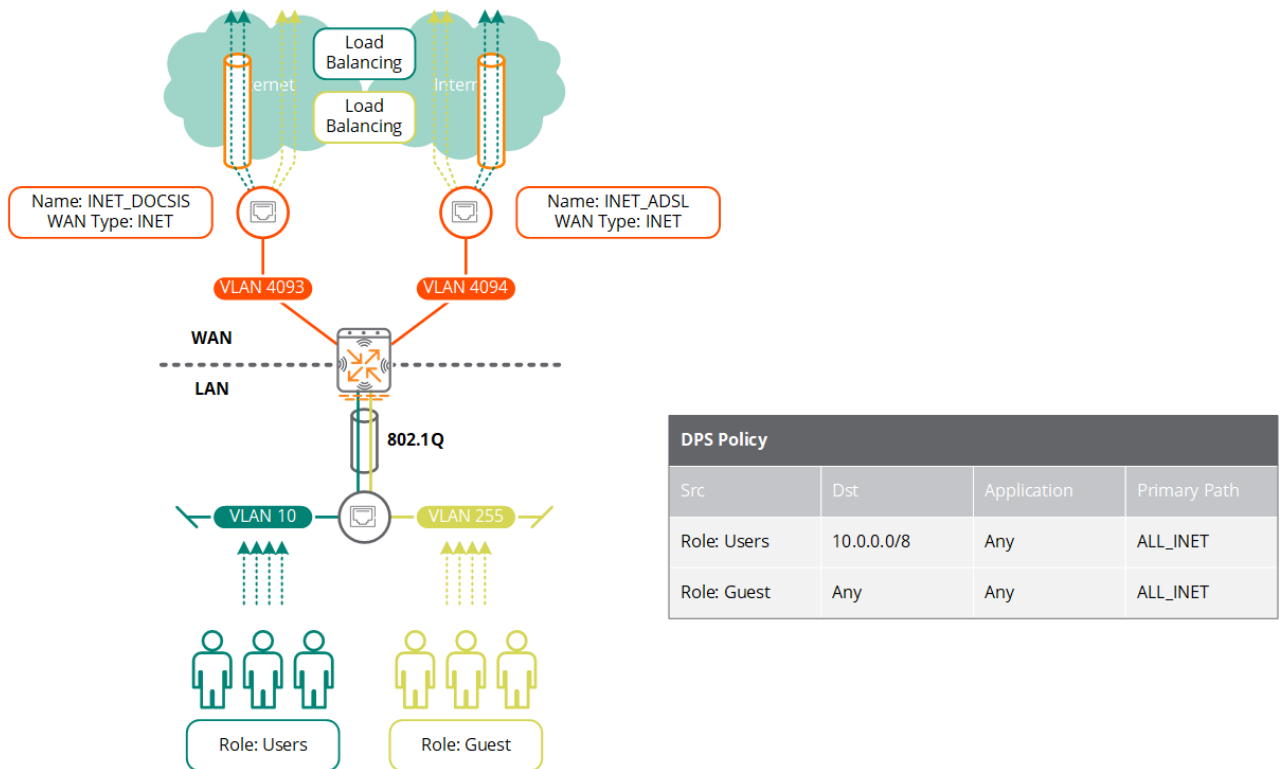 Load
Balancing
ernet
Intern
Load
Balancing
Name: INET_DOCSIS
WAN Type: INET
Name: INET_ADSL
WAN Type: INET
VLAN 4093
VLAN 4094
WAN
LAN
802.1Q
VLAN 10
VLAN 255
Role: Users
Role: Guest
DPS Policy
Src Dst Application Primary Path
Role: Users 10.0.0.0/8 Any ALL_INET
Role: Guest Any Any ALL_INET